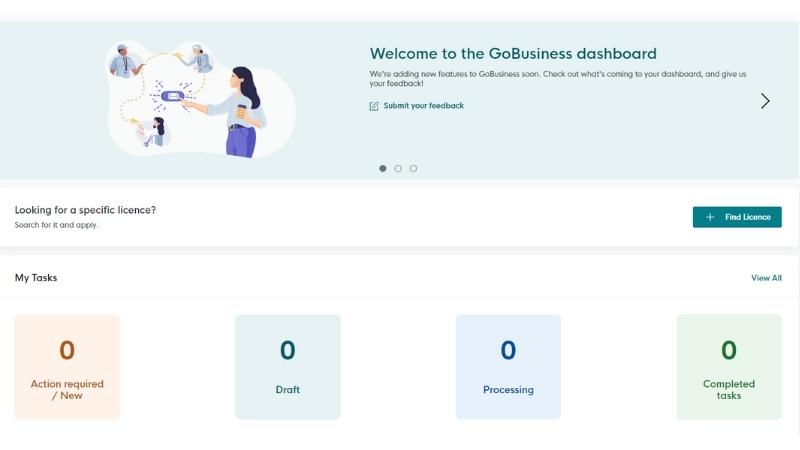 Welcome to the GoBusiness dashboard
We're adding new features to GoBusiness soon. Check out what's coming to your dashboard, and give us
your feedback!
Submit your feedback
Looking for a specific licence?
Search for it and apply.
+ Find Licence
My Tasks
View All
0
Action required
/ New
0
Draft
0
Processing
0
Completed
tasks